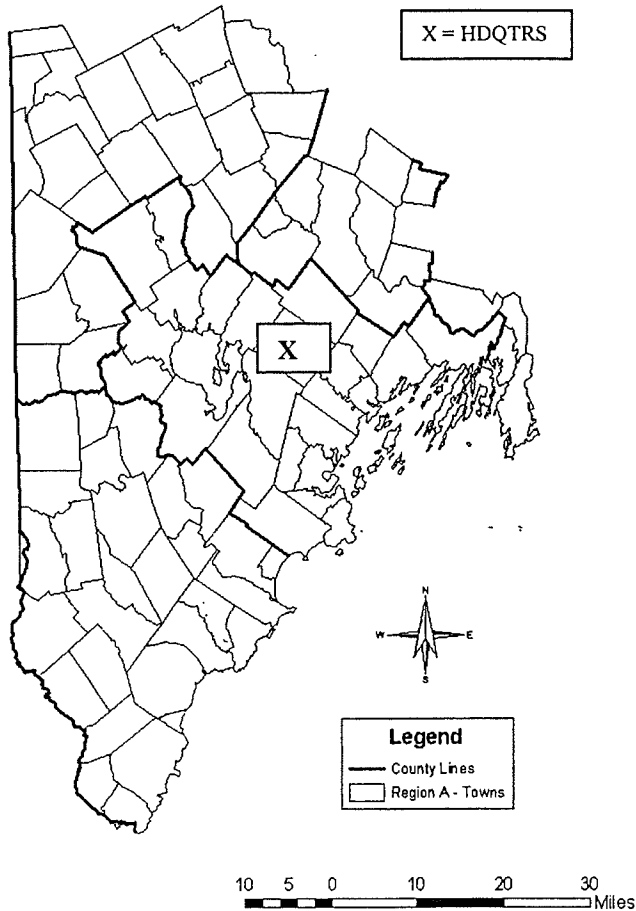 X = HDQTRS
X
N
W E
S
Legend
County Lines
Region A - Towns
10 5 0 10 20 30
Miles